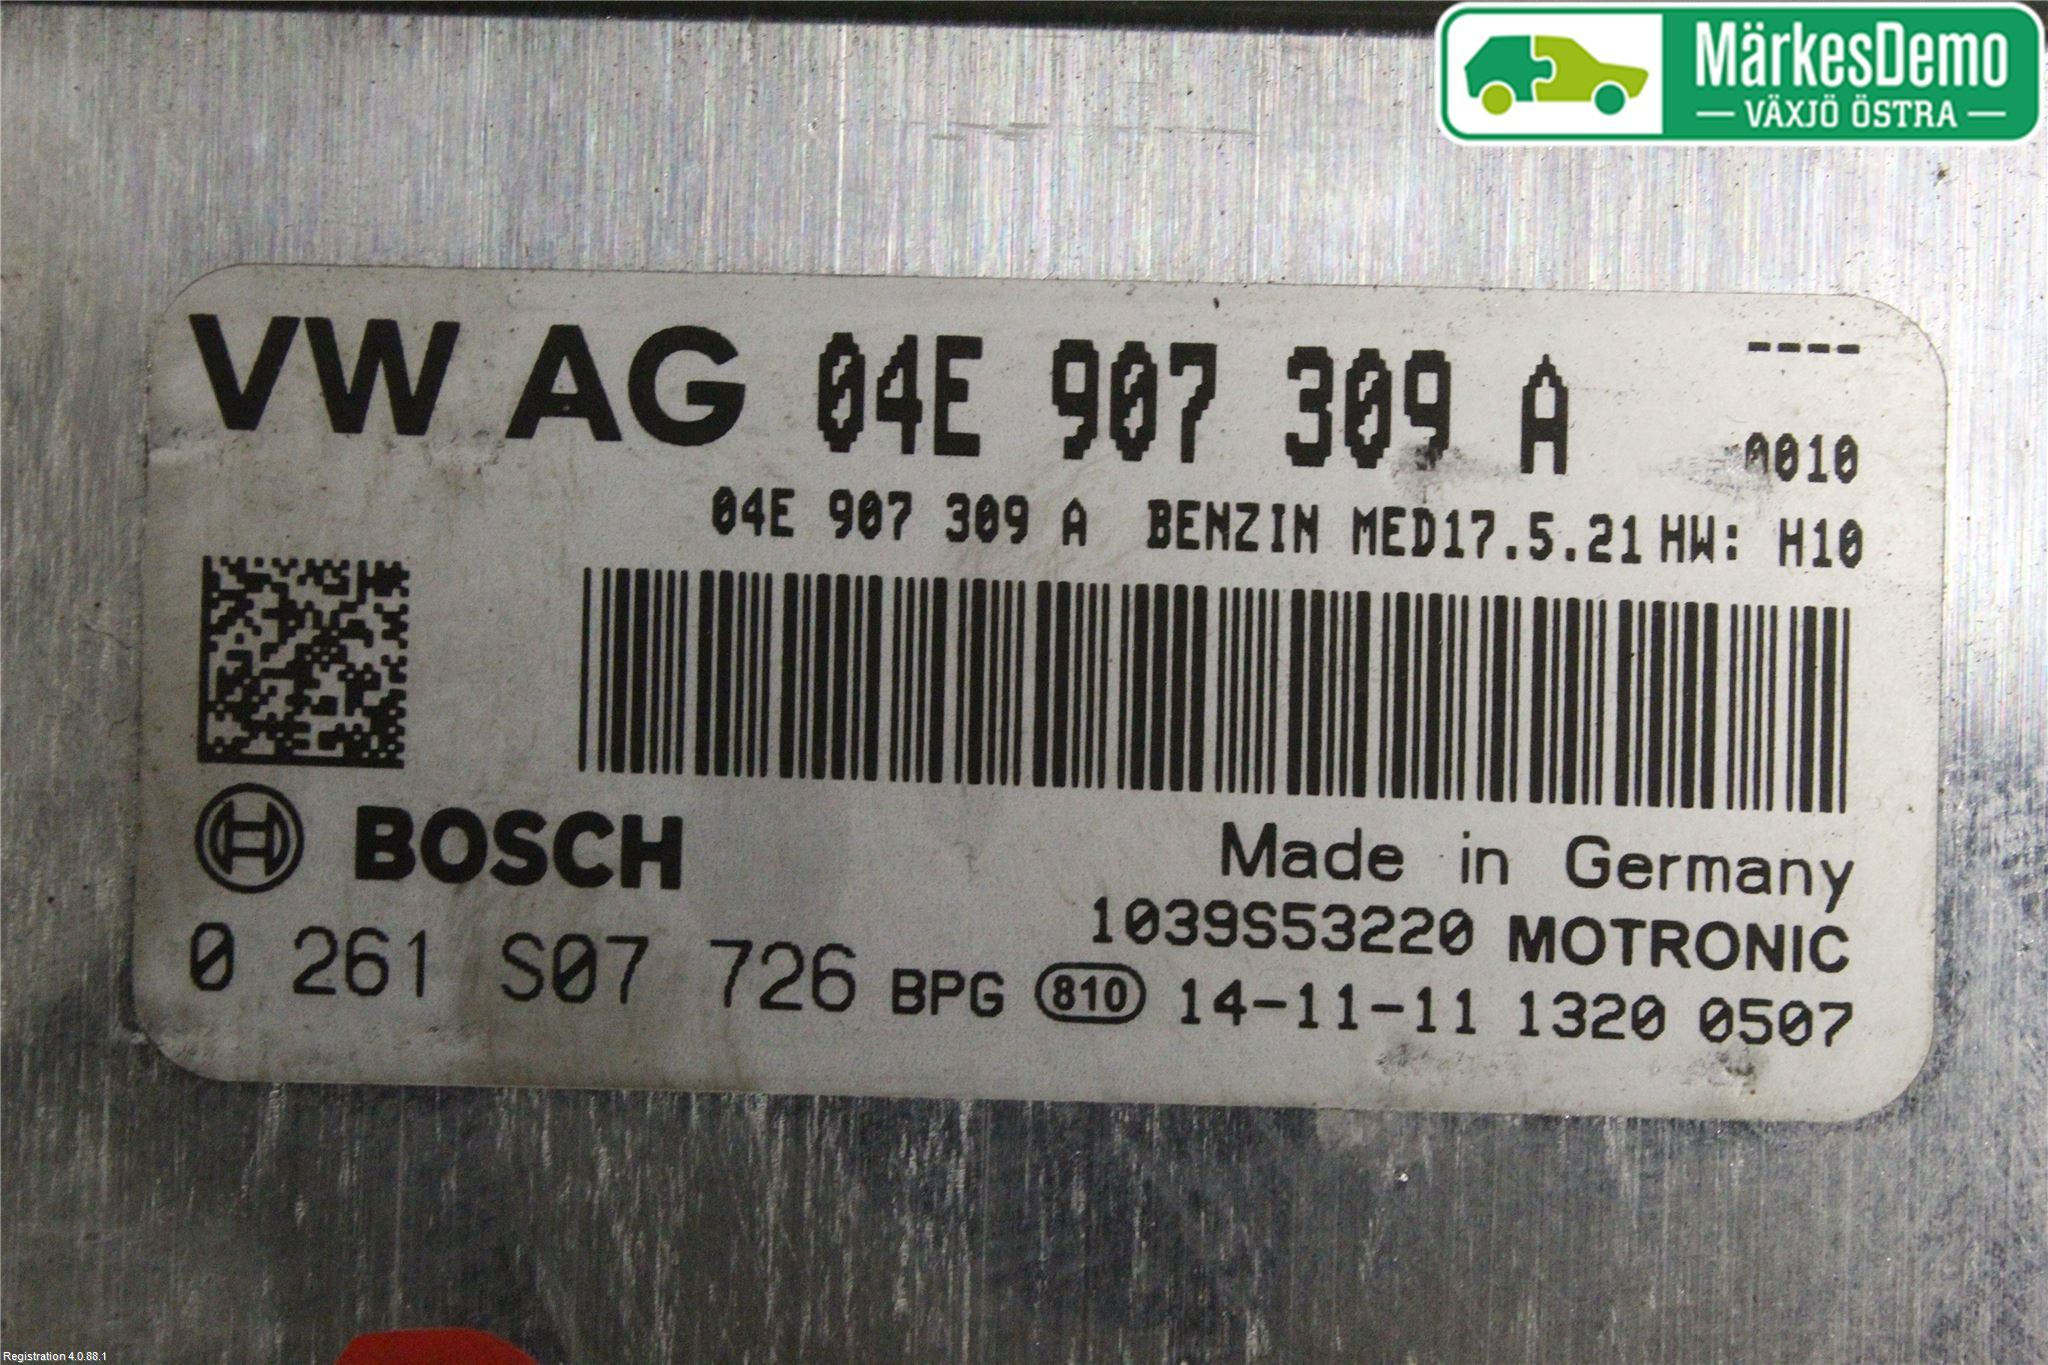 MärkesDemo
VÄXJÖ ÖSTRA
VW AG 04E 907 309 A ----
0010
04E 907 309 A BENZIN MED17.5.21 HW: H10
BOSCH
Made in Germany
1039S53220 MOTRONIC
0 261 S07 726 BPG 810 14-11-11 1320 0507
Registration 4.0.88.1